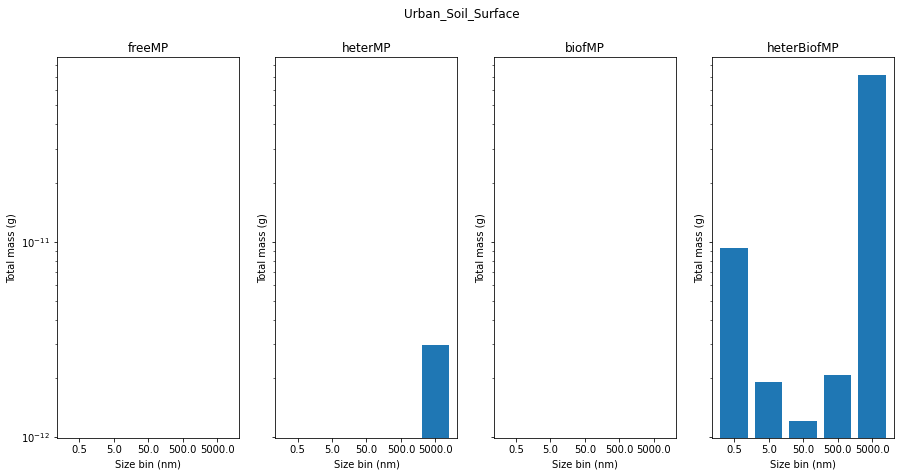 Urban_Soil_Surface
freeMP
heterMP
biofMP
heterBiofMP
Total mass (g)
10⁻¹¹
10⁻¹²
0.5 5.0 50.0 500.0 5000.0
Size bin (nm)
Total mass (g)
0.5 5.0 50.0 500.0 5000.0
Size bin (nm)
Total mass (g)
0.5 5.0 50.0 500.0 5000.0
Size bin (nm)
Total mass (g)
0.5 5.0 50.0 500.0 5000.0
Size bin (nm)